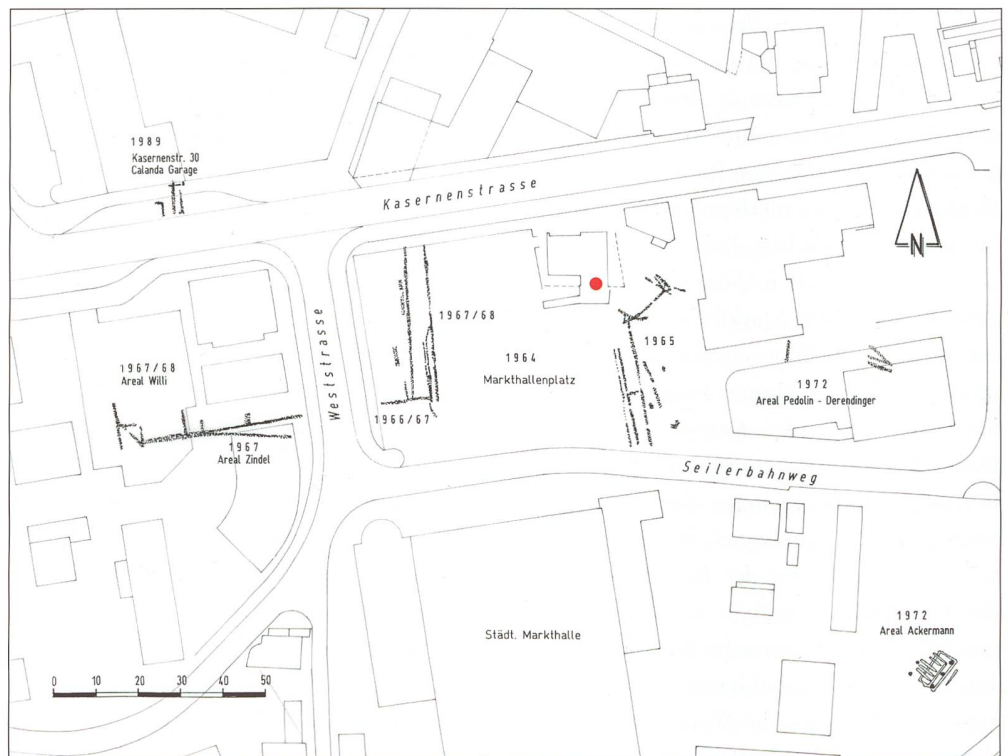 1989
Kasernenstr. 30
Calanda Garage
Kasernenstrasse
N
Weststrasse
1967/68
1964
Markthallenplatz
1965
1967/68
Areal Willi
1966/67
1967
Areal Zindel
1972
Areal Pedolin - Derendinger
Seilerbahnweg
Städt. Markthalle
1972
Areal Ackermann
0 10 20 30 40 50